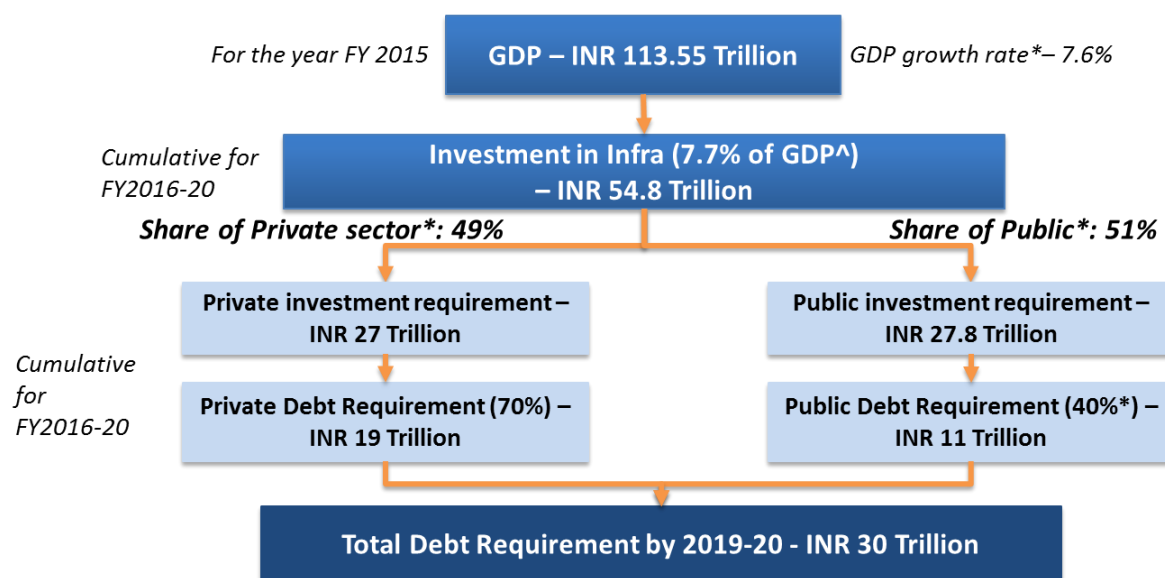 For the year FY 2015
GDP – INR 113.55 Trillion
GDP growth rate*– 7.6%
Cumulative for
FY2016-20
Investment in Infra (7.7% of GDP^)
– INR 54.8 Trillion
Share of Private sector*: 49%
Share of Public*: 51%
Private investment requirement –
INR 27 Trillion
Public investment requirement –
INR 27.8 Trillion
Cumulative
for
FY2016-20
Private Debt Requirement (70%) –
INR 19 Trillion
Public Debt Requirement (40%*) –
INR 11 Trillion
Total Debt Requirement by 2019-20 - INR 30 Trillion